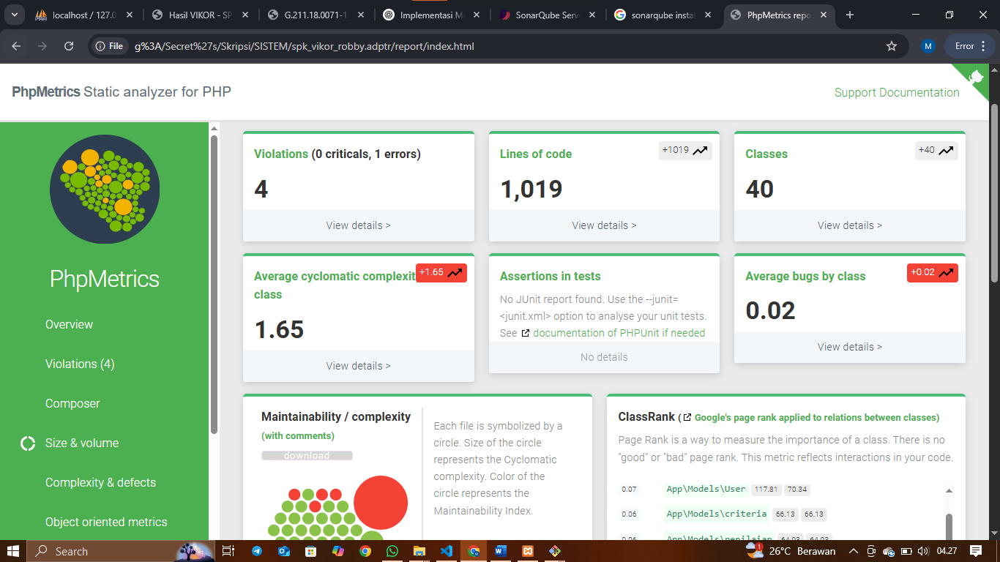 localhost / 127.0
Hasil VIKOR - SP
G.211.18.0071-1
Implementasi M
SonarQube Serv
sonarqube instal
PhpMetrics repo
File
g%3A/Secret%27s/Skripsi/SISTEM/spk_vikor_robby.adptr/report/index.html
M
Error
PhpMetrics Static analyzer for PHP
Support Documentation
PhpMetrics
Overview
Violations (4)
Composer
Size & volume
Complexity & defects
Object oriented metrics
Violations (0 criticals, 1 errors)
4
View details >
Lines of code
+1019
1,019
View details >
Classes
+40
40
View details >
Average cyclomatic complexit
class
+1.65
1.65
View details >
Assertions in tests
No JUnit report found. Use the --junit=
<junit.xml> option to analyse your unit tests.
See documentation of PHPUnit if needed
No details
Average bugs by class
+0.02
0.02
View details >
Maintainability / complexity
(with comments)
download
Each file is symbolized by a
circle. Size of the circle
represents the Cyclomatic
complexity. Color of the
circle represents the
Maintainability Index.
ClassRank (Google's page rank applied to relations between classes)
Page Rank is a way to measure the importance of a class. There is no
"good" or "bad" page rank. This metric reflects interactions in your code.
0.07 App\Models\User 117.81 70.34
0.06 App\Models\criteria 66.13 66.13
0.06 App\Models\penilaian 64.03 64.03
Search
1
26°C Berawan
04.27